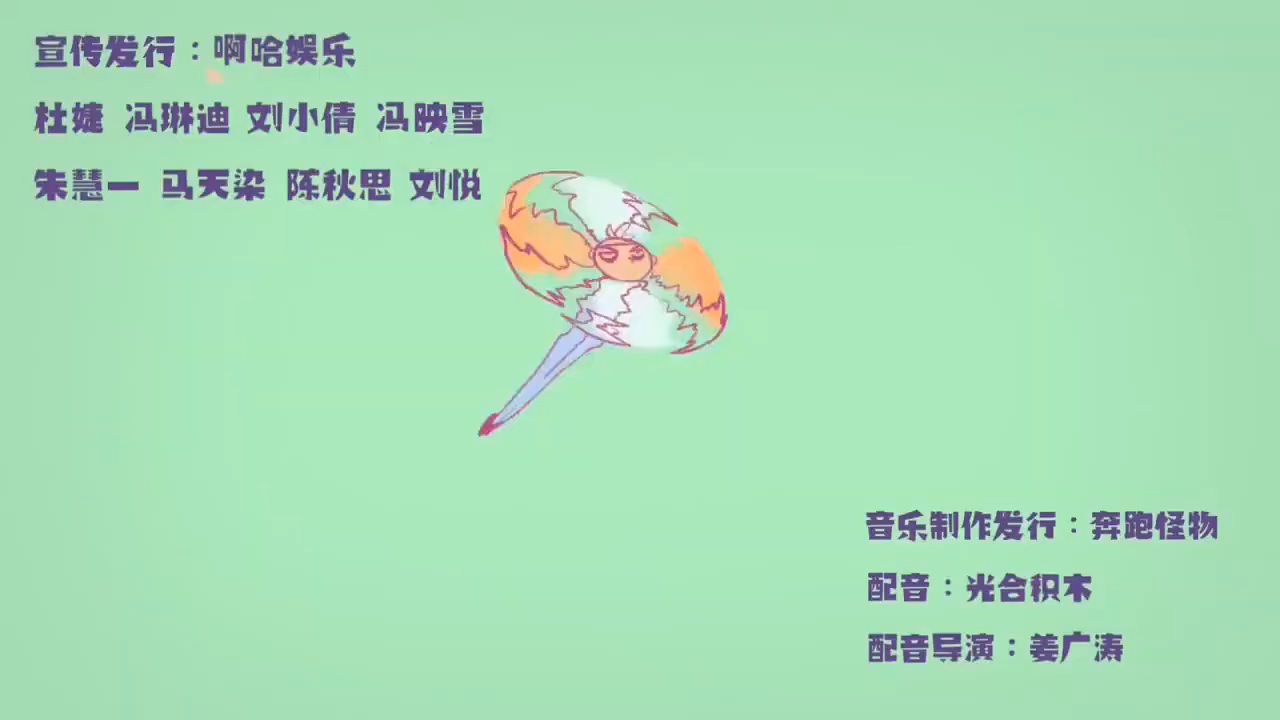 宣传发行：啊哈娱乐
杜婕 冯琳迪 刘小倩 冯映雪
朱慧一 马天染 陈秋思 刘悦
音乐制作发行：奔跑怪物
配音：光合积木
配音导演：姜广涛